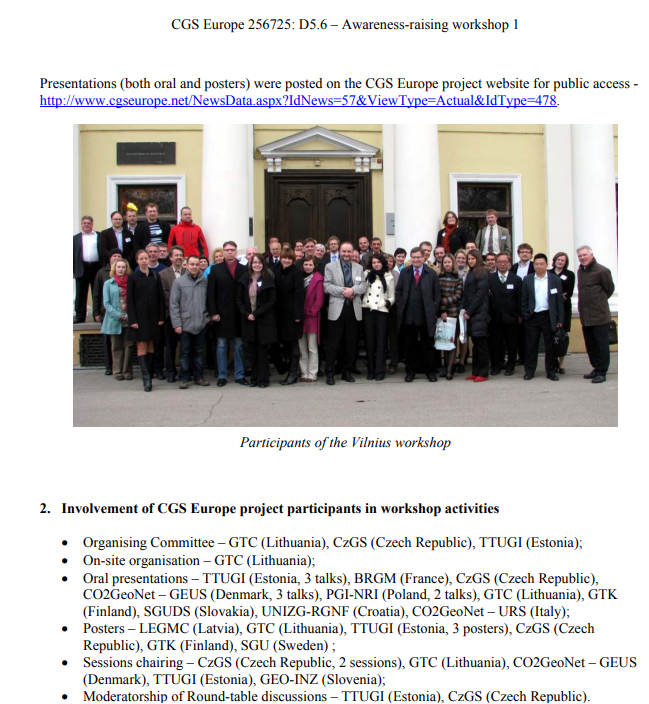 CGS Europe 256725: D5.6 – Awareness-raising workshop 1
Presentations (both oral and posters) were posted on the CGS Europe project website for public access -
http://www.cgseurope.net/NewsData.aspx?IdNews=57&ViewType=Actual&IdType=478.
Participants of the Vilnius workshop
2. Involvement of CGS Europe project participants in workshop activities
• Organising Committee – GTC (Lithuania), CzGS (Czech Republic), TTUGI (Estonia);
• On-site organisation – GTC (Lithuania);
• Oral presentations – TTUGI (Estonia, 3 talks), BRGM (France), CzGS (Czech Republic),
CO2GeoNet – GEUS (Denmark, 3 talks), PGI-NRI (Poland, 2 talks), GTC (Lithuania), GTK
(Finland), SGUDS (Slovakia), UNIZG-RGNF (Croatia), CO2GeoNet – URS (Italy);
• Posters – LEGMC (Latvia), GTC (Lithuania), TTUGI (Estonia, 3 posters), CzGS (Czech
Republic), GTK (Finland), SGU (Sweden) ;
• Sessions chairing – CzGS (Czech Republic, 2 sessions), GTC (Lithuania), CO2GeoNet – GEUS
(Denmark), TTUGI (Estonia), GEO-INZ (Slovenia);
• Moderatorship of Round-table discussions – TTUGI (Estonia), CzGS (Czech Republic).